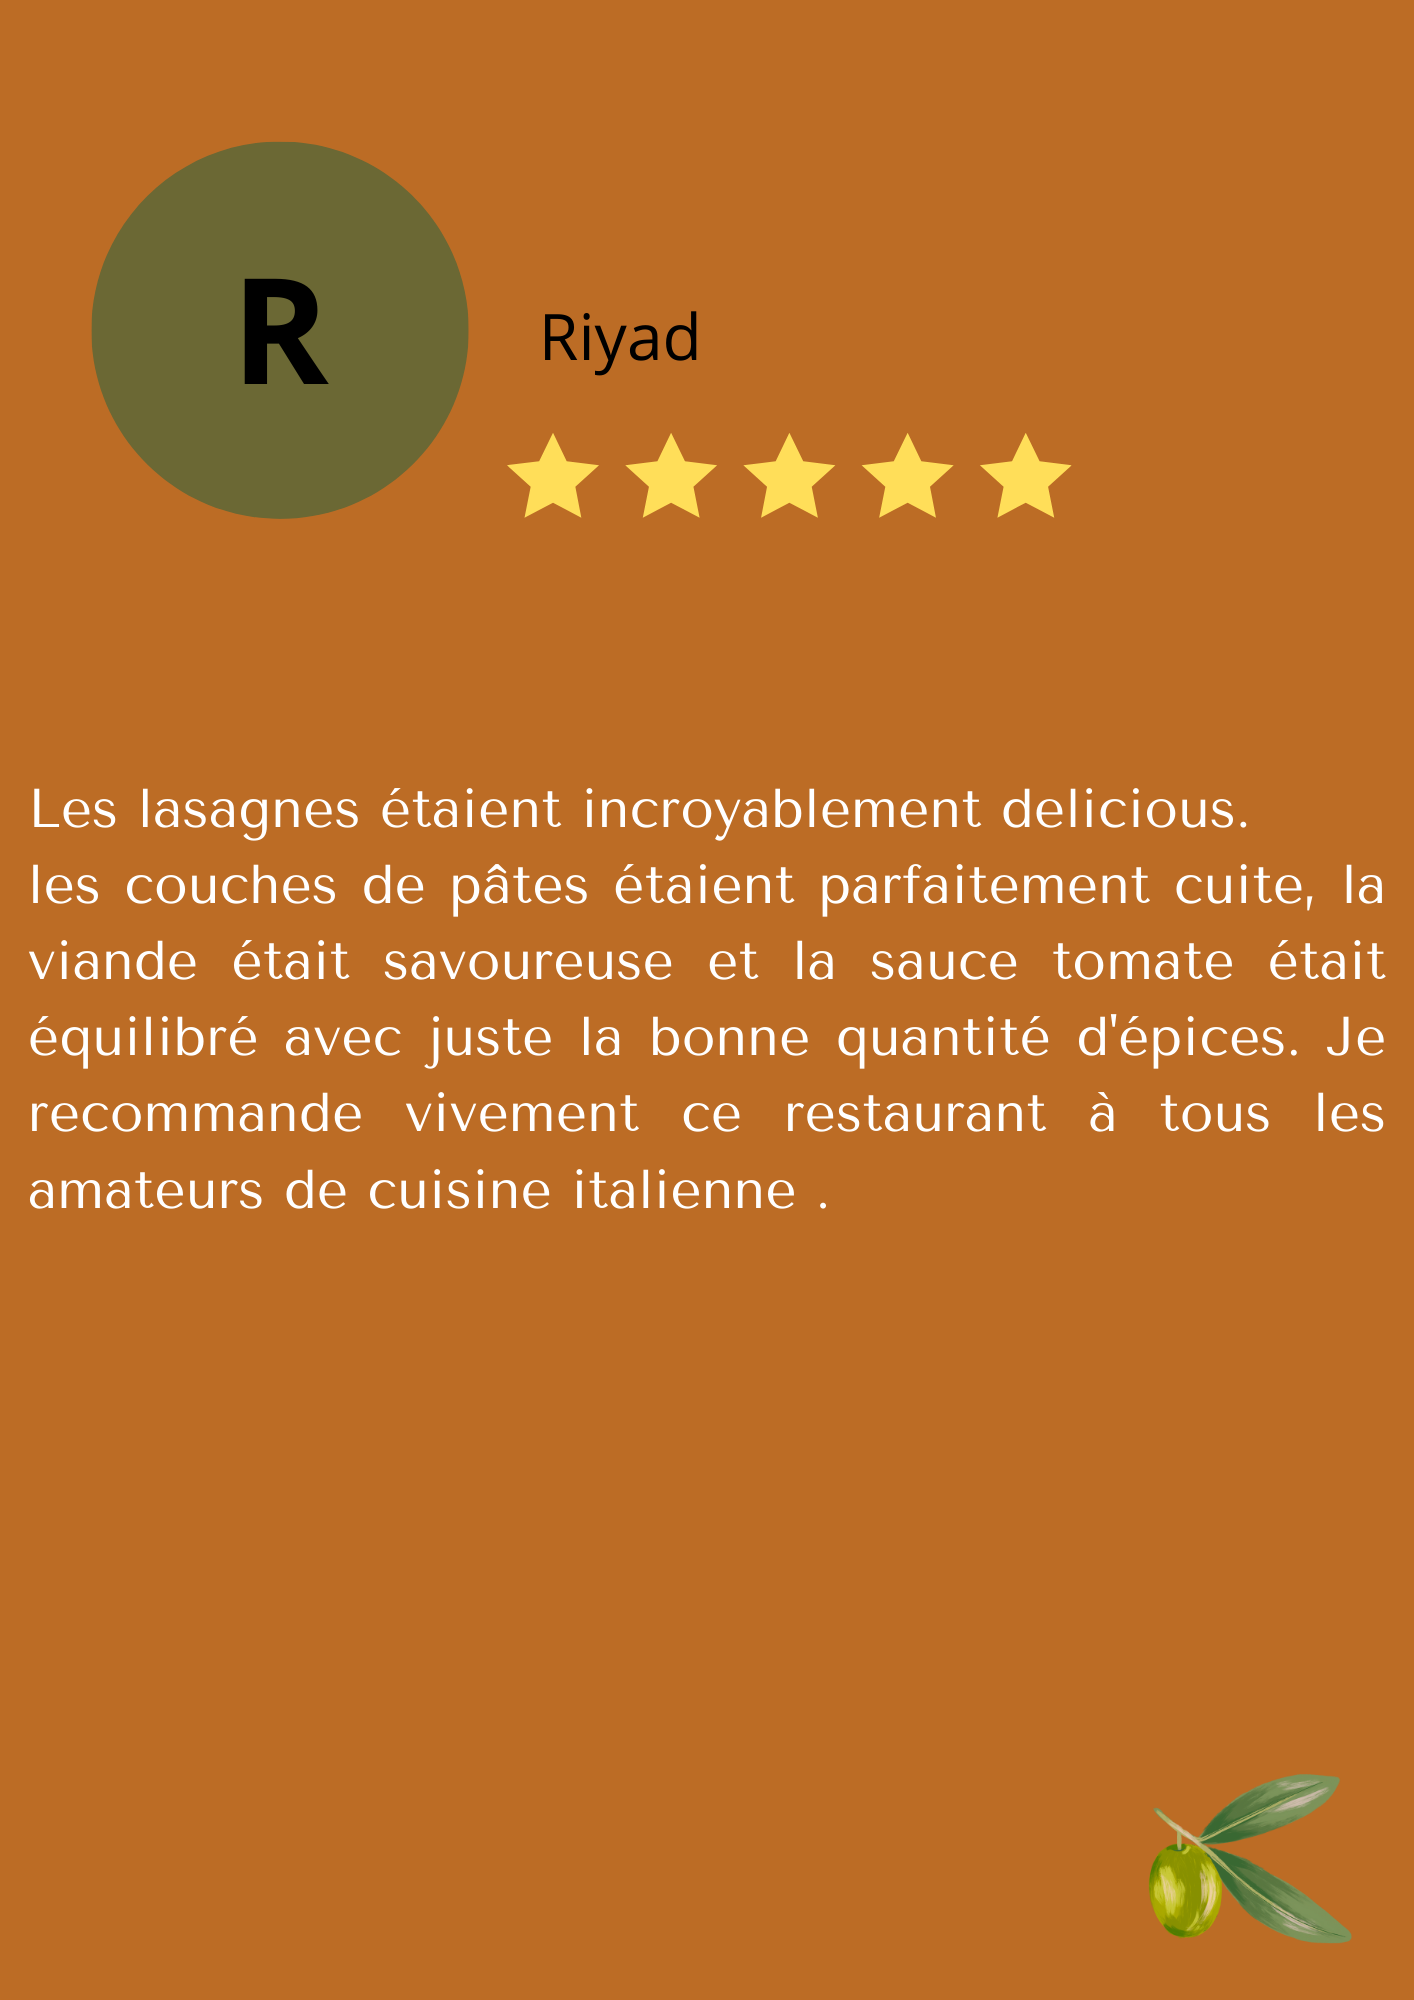 R
Riyad
Les lasagnes étaient incroyablement delicious.
les couches de pâtes étaient parfaitement cuite, la
viande était savoureuse et la sauce tomate était
équilibré avec juste la bonne quantité d'épices. Je
recommande vivement ce restaurant à tous les
amateurs de cuisine italienne .